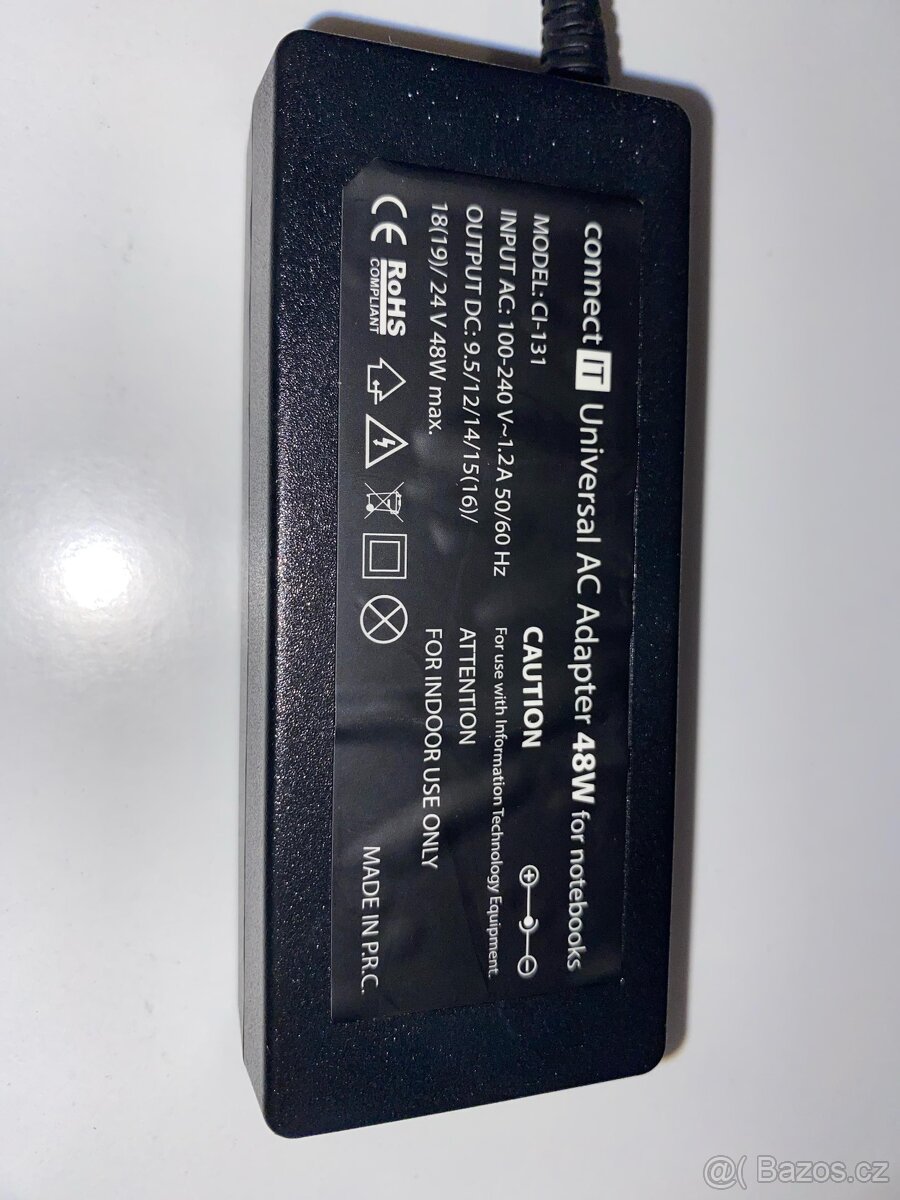 connect IT Universal AC Adapter 48W for notebooks
MODEL: CI-131
INPUT AC: 100-240 V~1.2A 50/60 Hz
OUTPUT DC: 9.5/12/14/15(16)/
18(19)/ 24 V 48W max.
CAUTION
For use with Information Technology Equipment.
ATTENTION
FOR INDOOR USE ONLY
CE RoHS
COMPLIANT
MADE IN P.R.C.
@( Bazos.cz